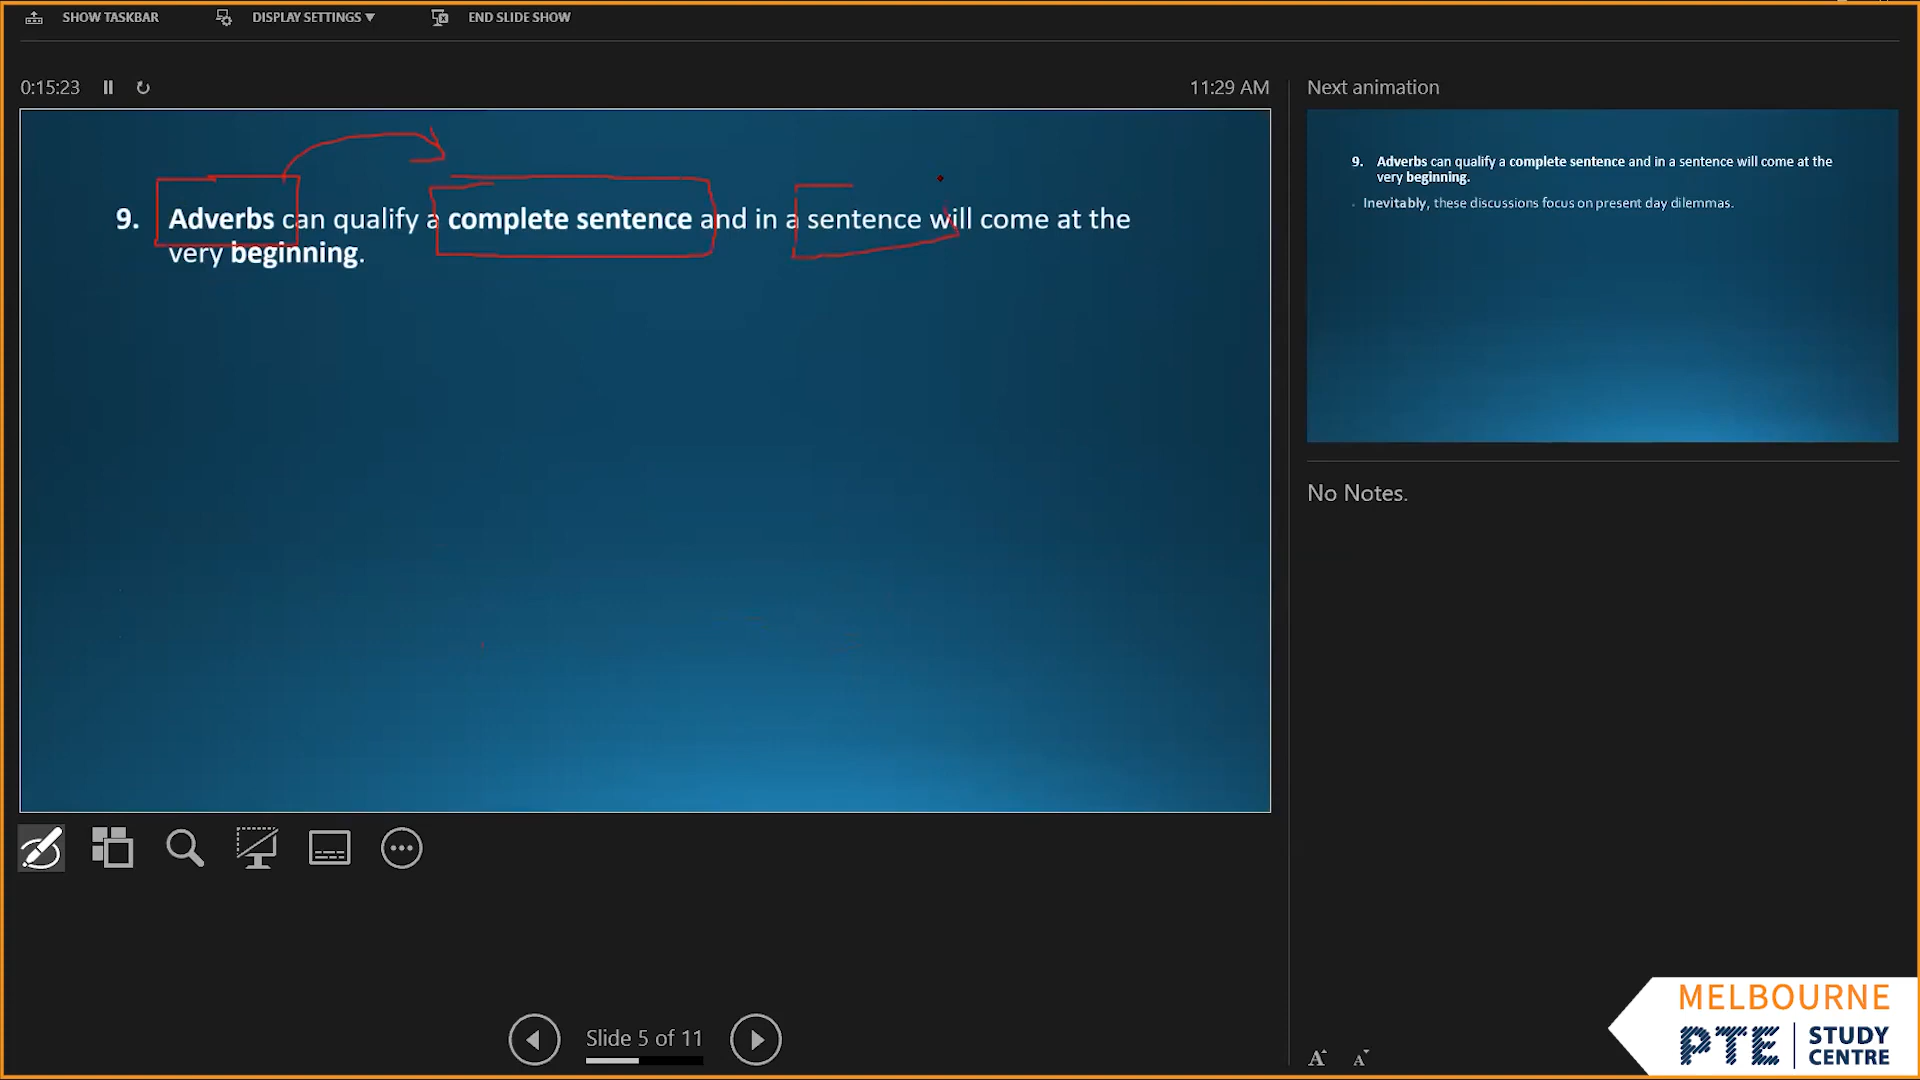 SHOW TASKBAR DISPLAY SETTINGS ▼ END SLIDE SHOW
0:15:23 11:29 AM
9. Adverbs can qualify a complete sentence and in a sentence will come at the
very beginning.
Slide 5 of 11
Next animation
9. Adverbs can qualify a complete sentence and in a sentence will come at the
very beginning.
Inevitably, these discussions focus on present day dilemmas.
No Notes.
A A
MELBOURNE
PTE STUDY
CENTRE